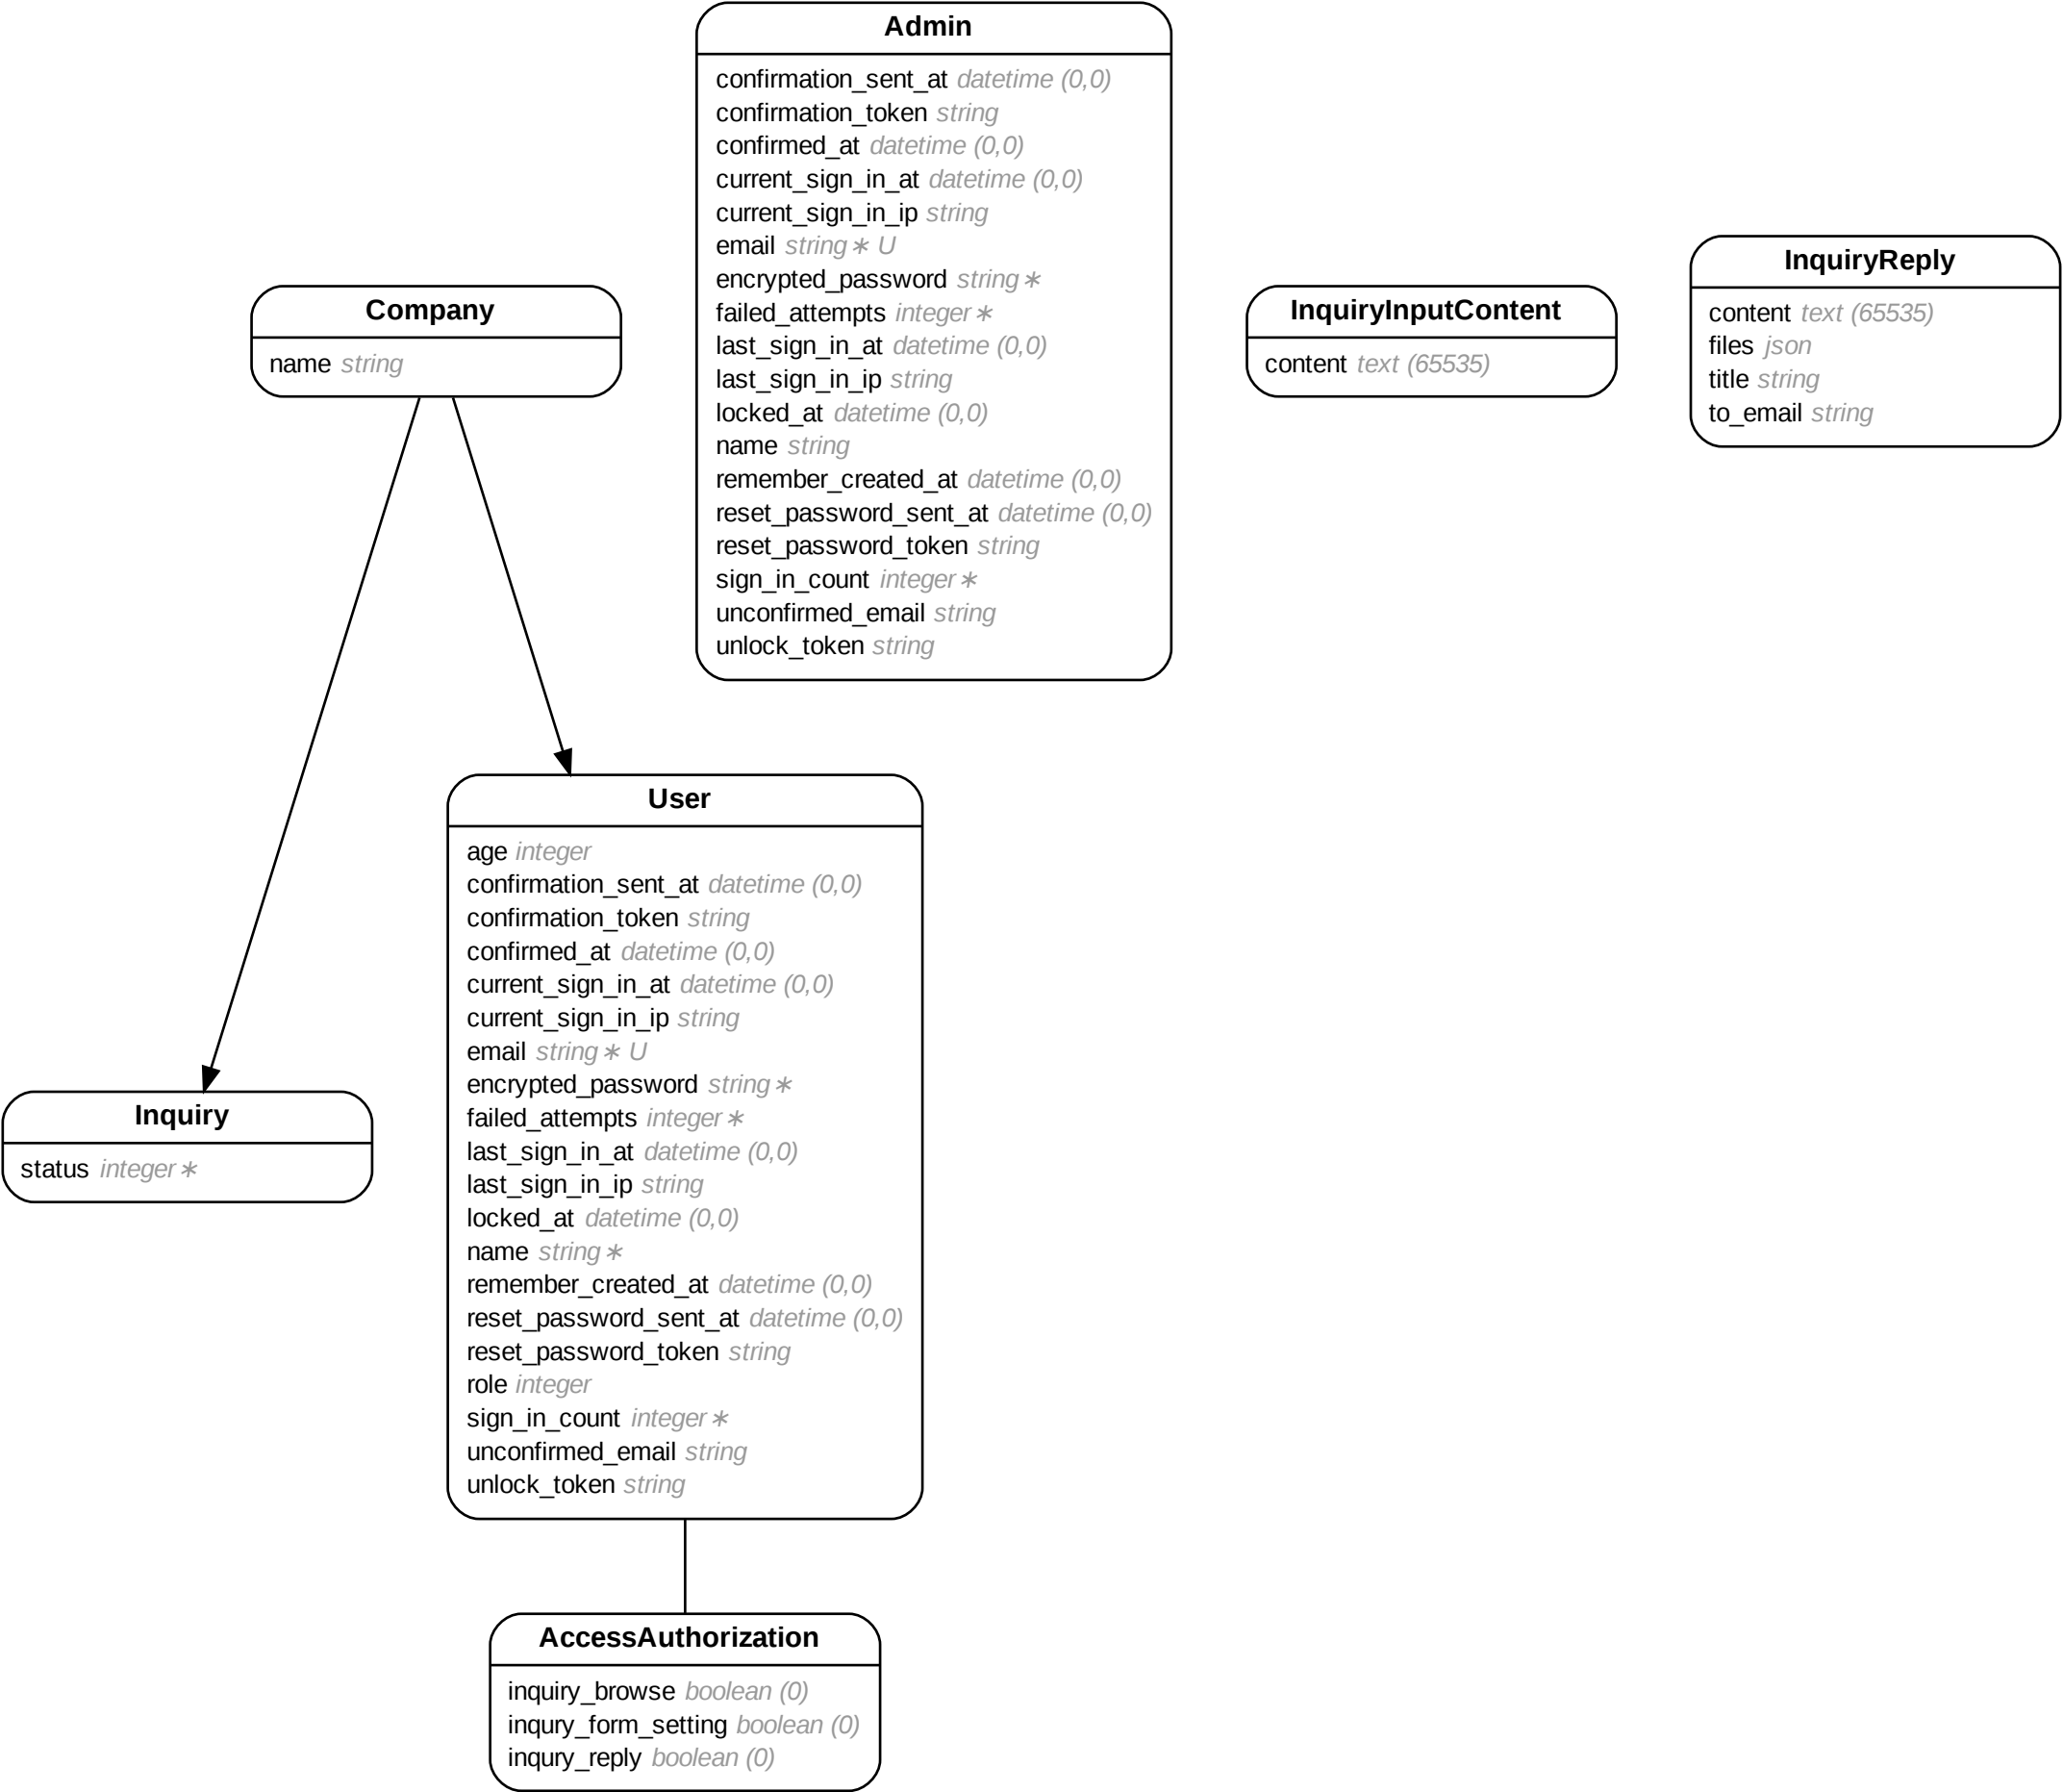 Admin
confirmation_sent_at datetime (0,0)
confirmation_token string
confirmed_at datetime (0,0)
current_sign_in_at datetime (0,0)
current_sign_in_ip string
email string∗ U
encrypted_password string∗
failed_attempts integer∗
last_sign_in_at datetime (0,0)
last_sign_in_ip string
locked_at datetime (0,0)
name string
remember_created_at datetime (0,0)
reset_password_sent_at datetime (0,0)
reset_password_token string
sign_in_count integer∗
unconfirmed_email string
unlock_token string
Company
name string
InquiryInputContent
content text (65535)
InquiryReply
content text (65535)
files json
title string
to_email string
User
age integer
confirmation_sent_at datetime (0,0)
confirmation_token string
confirmed_at datetime (0,0)
current_sign_in_at datetime (0,0)
current_sign_in_ip string
email string∗ U
encrypted_password string∗
failed_attempts integer∗
last_sign_in_at datetime (0,0)
last_sign_in_ip string
locked_at datetime (0,0)
name string∗
remember_created_at datetime (0,0)
reset_password_sent_at datetime (0,0)
reset_password_token string
role integer
sign_in_count integer∗
unconfirmed_email string
unlock_token string
Inquiry
status integer∗
AccessAuthorization
inquiry_browse boolean (0)
inqury_form_setting boolean (0)
inqury_reply boolean (0)